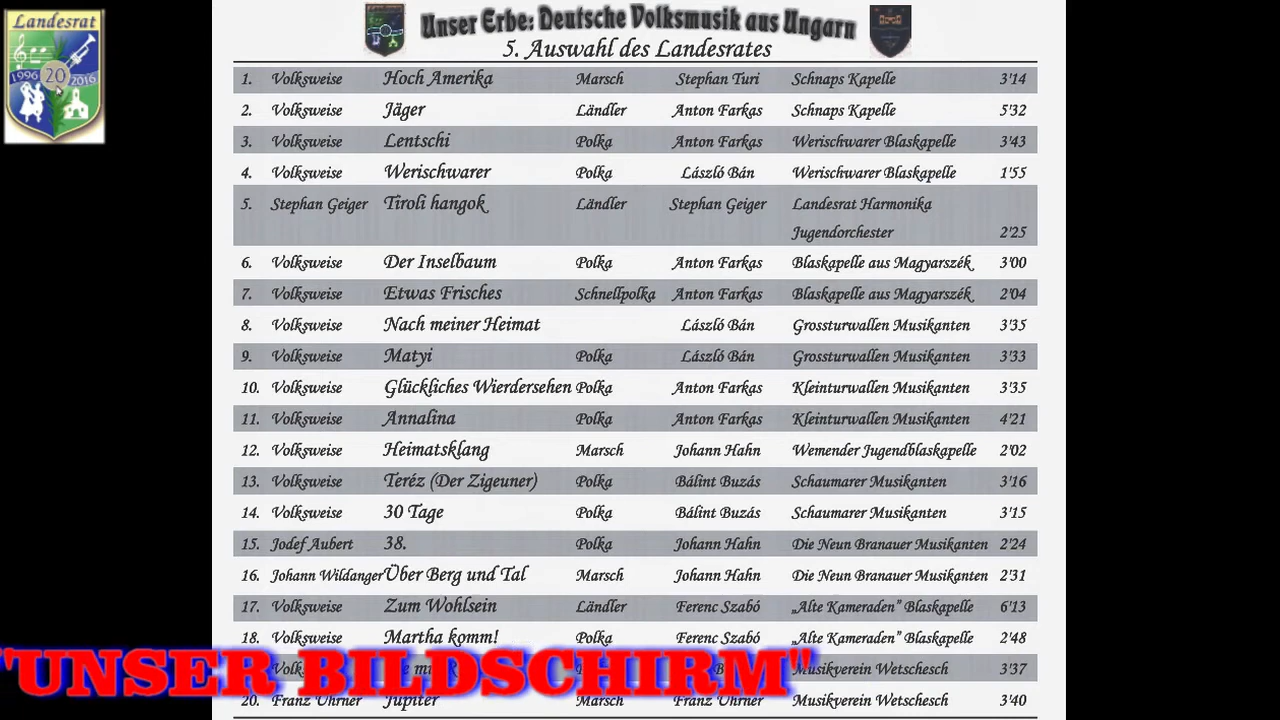 Landesrat
1996 20 2016
Unser Erbe: Deutsche Volksmusik aus Ungarn
5. Auswahl des Landesrates
1. Volksweise Hoch Amerika Marsch Stephan Turi Schnaps Kapelle 3'14
2. Volksweise Jäger Ländler Anton Farkas Schnaps Kapelle 5'32
3. Volksweise Lentschi Polka Anton Farkas Werischwarer Blaskapelle 3'43
4. Volksweise Werischwarer Polka László Bán Werischwarer Blaskapelle 1'55
5. Stephan Geiger Tiroli hangok Ländler Stephan Geiger Landesrat Harmonika
Jugendorchester 2'25
6. Volksweise Der Inselbaum Polka Anton Farkas Blaskapelle aus Magyarszék 3'00
7. Volksweise Etwas Frisches Schnellpolka Anton Farkas Blaskapelle aus Magyarszék 2'04
8. Volksweise Nach meiner Heimat László Bán Grossturwallen Musikanten 3'35
9. Volksweise Matyi Polka László Bán Grossturwallen Musikanten 3'33
10. Volksweise Glückliches Wierdersehen Polka Anton Farkas Kleinturwallen Musikanten 3'35
11. Volksweise Annalina Polka Anton Farkas Kleinturwallen Musikanten 4'21
12. Volksweise Heimatsklang Marsch Johann Hahn Wemender Jugendblaskapelle 2'02
13. Volksweise Teréz (Der Zigeuner) Polka Bálint Buzás Schaumarer Musikanten 3'16
14. Volksweise 30 Tage Polka Bálint Buzás Schaumarer Musikanten 3'15
15. Jodef Aubert 38. Polka Johann Hahn Die Neun Branauer Musikanten 2'24
16. Johann Wildanger Über Berg und Tal Marsch Johann Hahn Die Neun Branauer Musikanten 2'31
17. Volksweise Zum Wohlsein Ländler Ferenc Szabó „Alte Kameraden" Blaskapelle 6'13
18. Volksweise Martha komm! Polka Ferenc Szabó „Alte Kameraden" Blaskapelle 2'48
Musikverein Wetschesch 3'37
"UNSER BILDSCHIRM"
20. Franz Uhrner Jupiter Marsch Franz Uhrner Musikverein Wetschesch 3'40